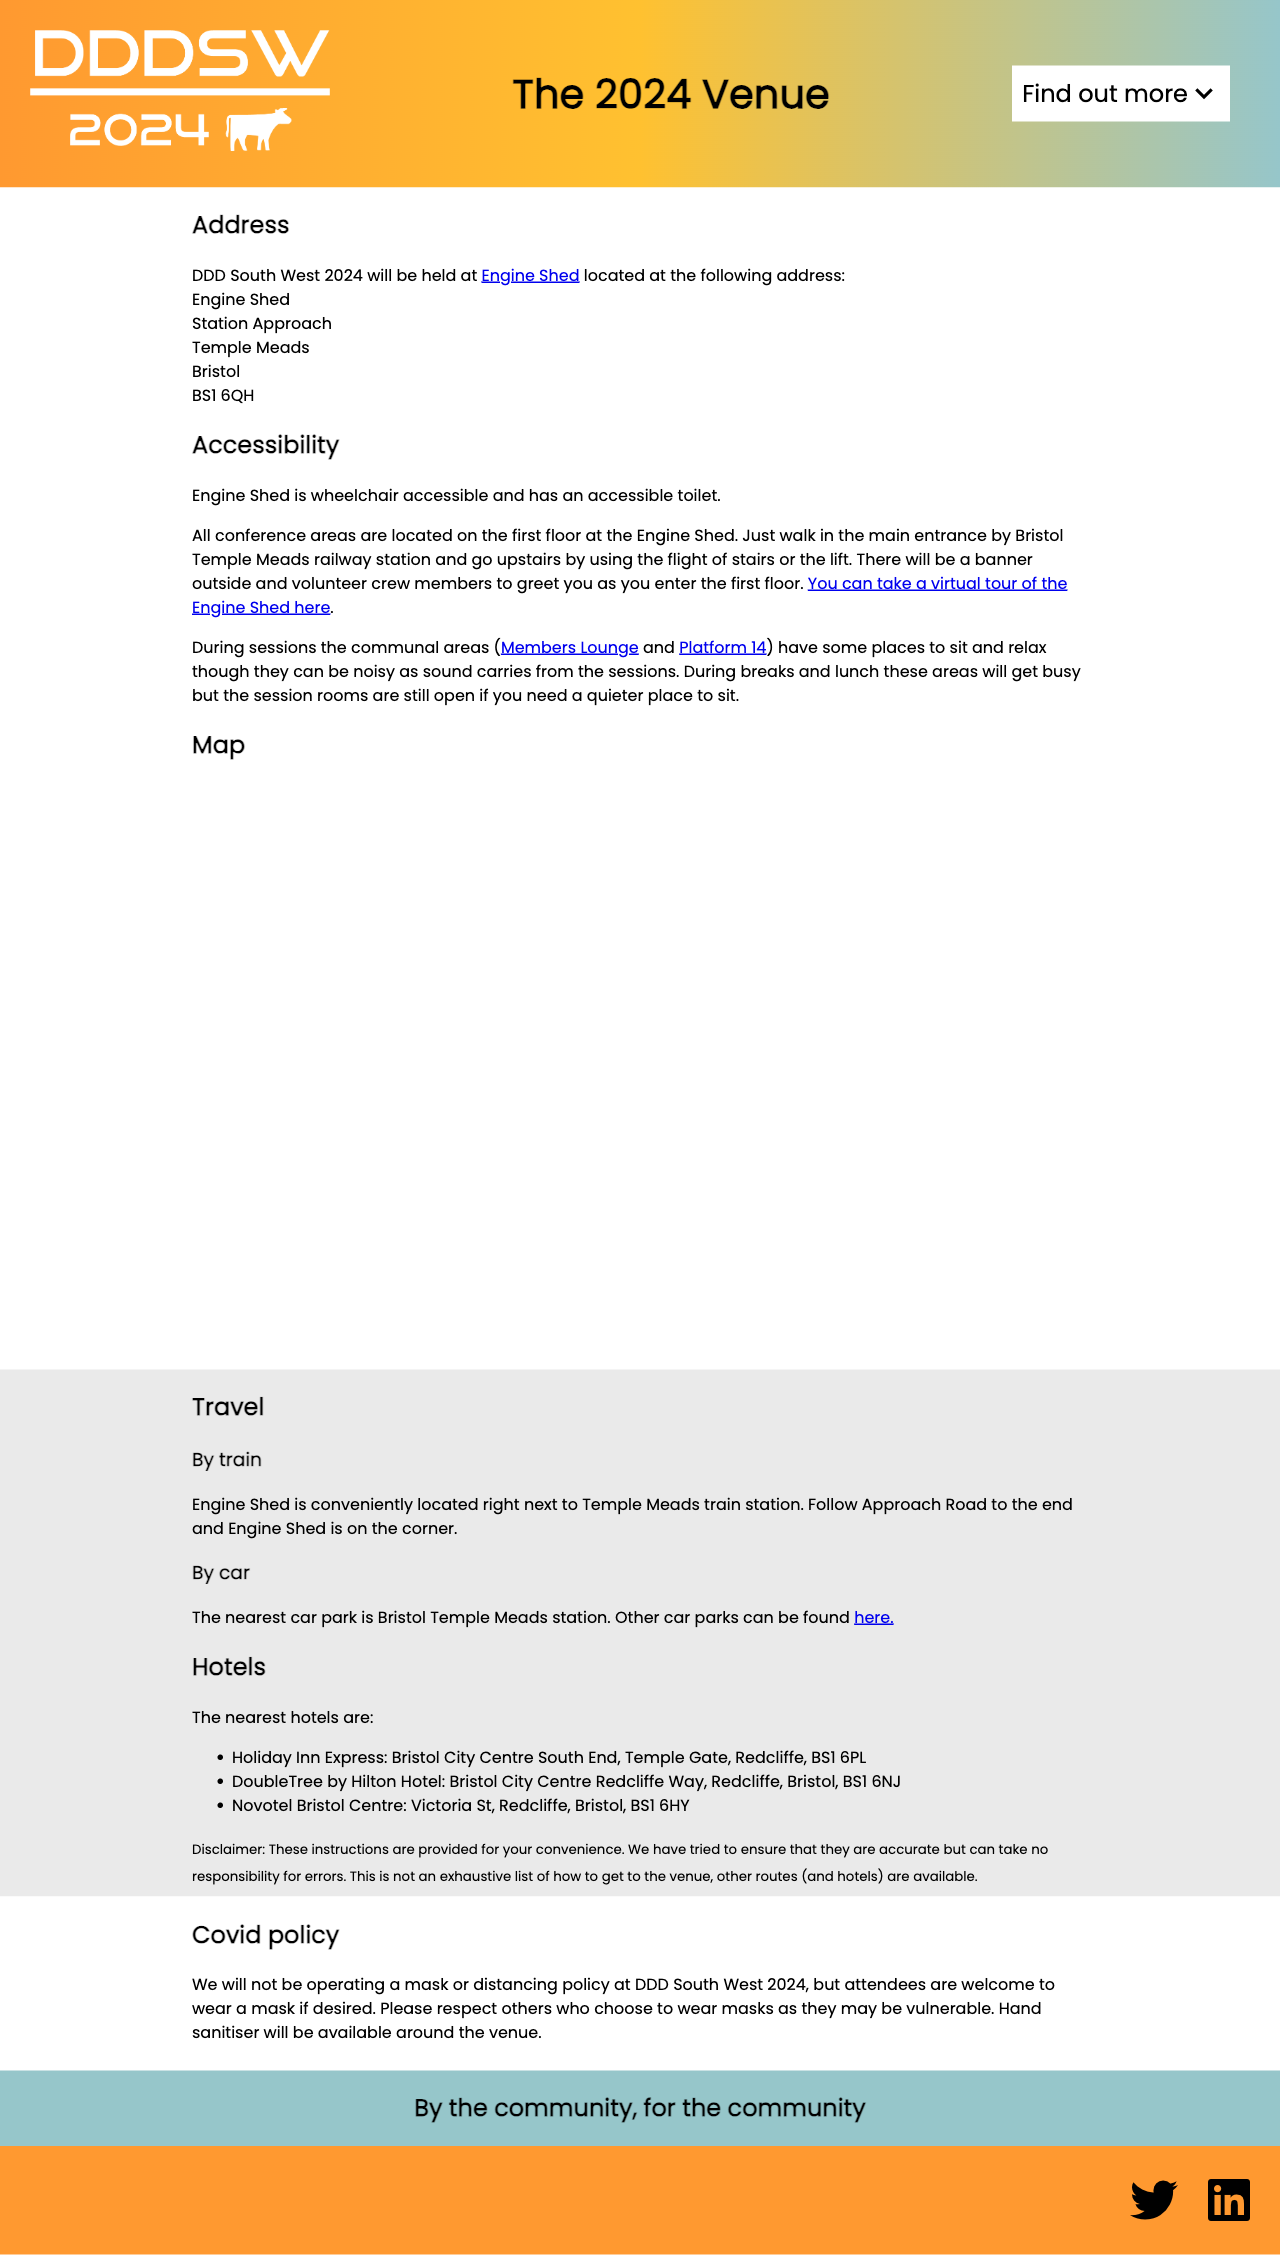 DDDSW
2024
The 2024 Venue
Find out more
Address
DDD South West 2024 will be held at Engine Shed located at the following address:
Engine Shed
Station Approach
Temple Meads
Bristol
BS1 6QH
Accessibility
Engine Shed is wheelchair accessible and has an accessible toilet.
All conference areas are located on the first floor at the Engine Shed. Just walk in the main entrance by Bristol
Temple Meads railway station and go upstairs by using the flight of stairs or the lift. There will be a banner
outside and volunteer crew members to greet you as you enter the first floor. You can take a virtual tour of the
Engine Shed here.
During sessions the communal areas (Members Lounge and Platform 14) have some places to sit and relax
though they can be noisy as sound carries from the sessions. During breaks and lunch these areas will get busy
but the session rooms are still open if you need a quieter place to sit.
Map
Travel
By train
Engine Shed is conveniently located right next to Temple Meads train station. Follow Approach Road to the end
and Engine Shed is on the corner.
By car
The nearest car park is Bristol Temple Meads station. Other car parks can be found here.
Hotels
The nearest hotels are:
• Holiday Inn Express: Bristol City Centre South End, Temple Gate, Redcliffe, BS1 6PL
• DoubleTree by Hilton Hotel: Bristol City Centre Redcliffe Way, Redcliffe, Bristol, BS1 6NJ
• Novotel Bristol Centre: Victoria St, Redcliffe, Bristol, BS1 6HY
Disclaimer: These instructions are provided for your convenience. We have tried to ensure that they are accurate but can take no
responsibility for errors. This is not an exhaustive list of how to get to the venue, other routes (and hotels) are available.
Covid policy
We will not be operating a mask or distancing policy at DDD South West 2024, but attendees are welcome to
wear a mask if desired. Please respect others who choose to wear masks as they may be vulnerable. Hand
sanitiser will be available around the venue.
By the community, for the community
in